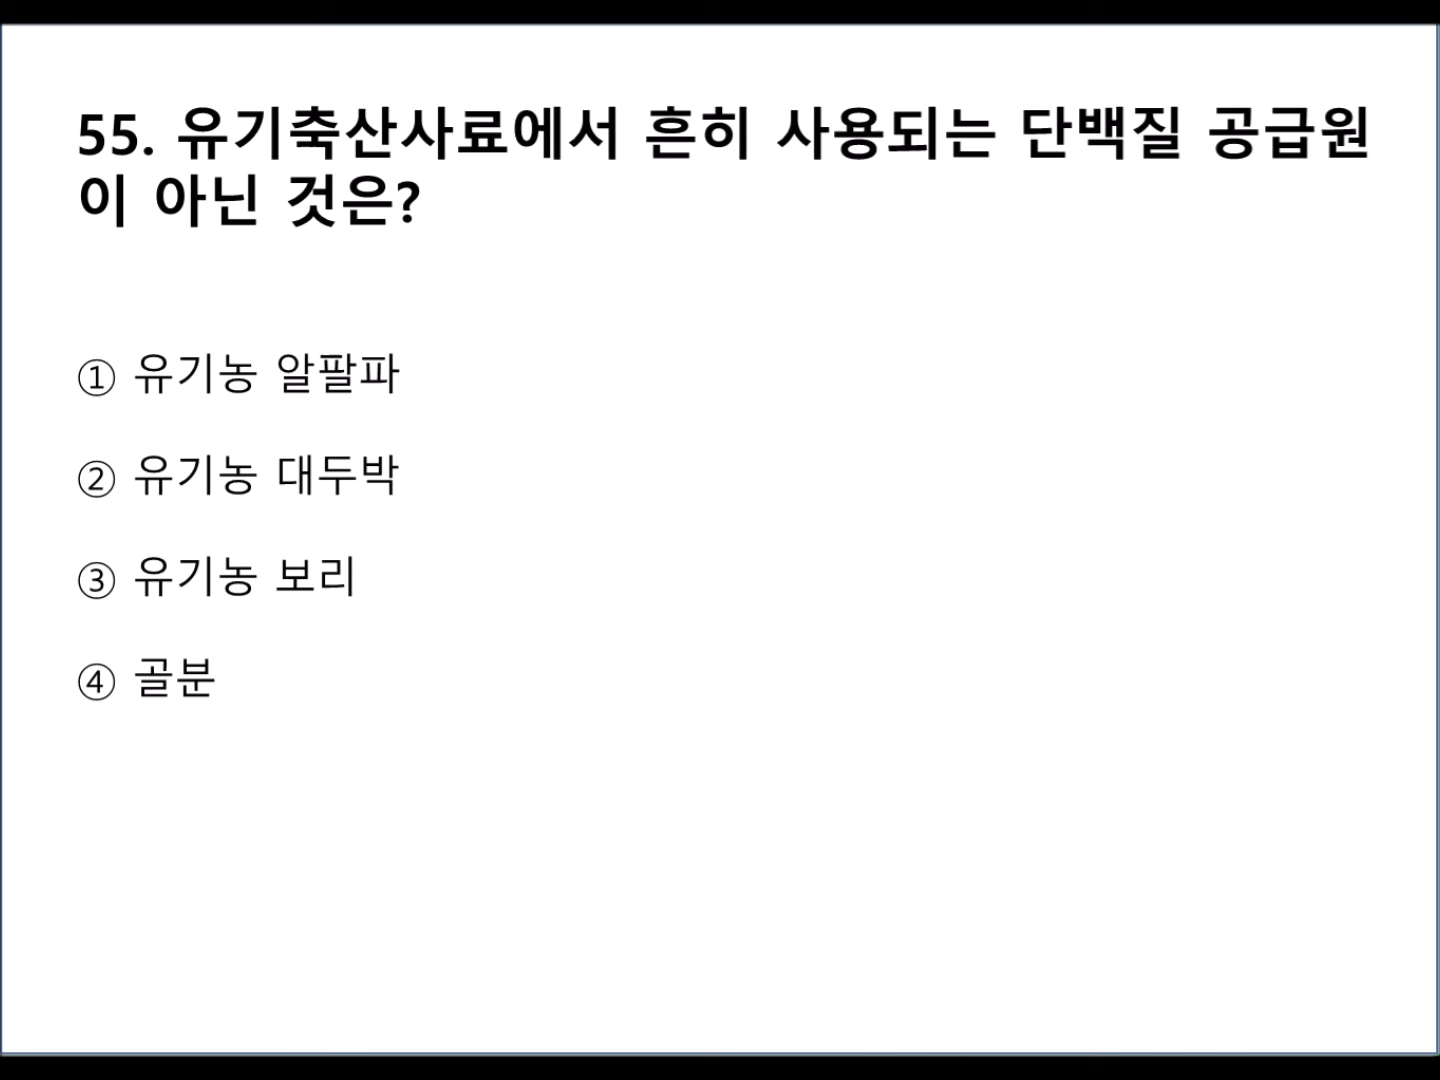 55. 유기축산사료에서 흔히 사용되는 단백질 공급원
이 아닌 것은?
① 유기농 알팔파
② 유기농 대두박
③ 유기농 보리
④ 골분